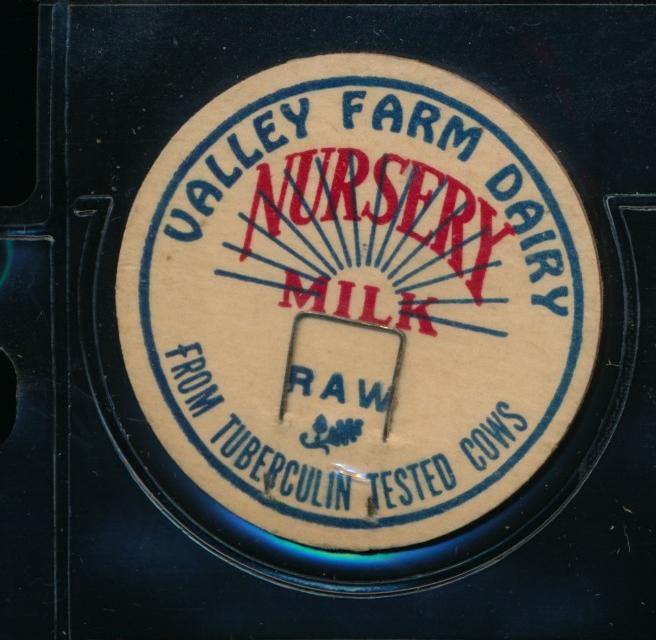 VALLEY FARM DAIRY
NURSERY
MILK
RAW
FROM TUBERCULIN TESTED COWS